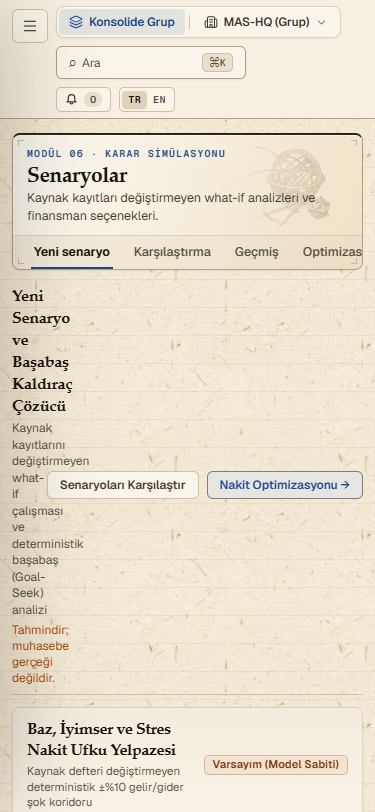 Konsolide Grup
MAS-HQ (Grup)
Ara
⌘K
0
TR EN
MODÜL 06 · KARAR SİMÜLASYONU
Senaryolar
Kaynak kayıtları değiştirmeyen what-if analizleri ve
finansman seçenekleri.
Yeni senaryo Karşılaştırma Geçmiş Optimizas
Yeni
Senaryo
ve
Başabaş
Kaldıraç
Çözücü
Kaynak
kayıtlarını
değiştirmeyen
what-
if
çalışması
ve
deterministik
başabaş
(Goal-
Seek)
analizi
Tahmindir;
muhasebe
gerçeği
değildir.
Senaryoları Karşılaştır
Nakit Optimizasyonu →
Baz, İyimser ve Stres
Nakit Ufku Yelpazesi
Kaynak defteri değiştirmeyen
deterministik ±%10 gelir/gider
şok koridoru
Varsayım (Model Sabiti)